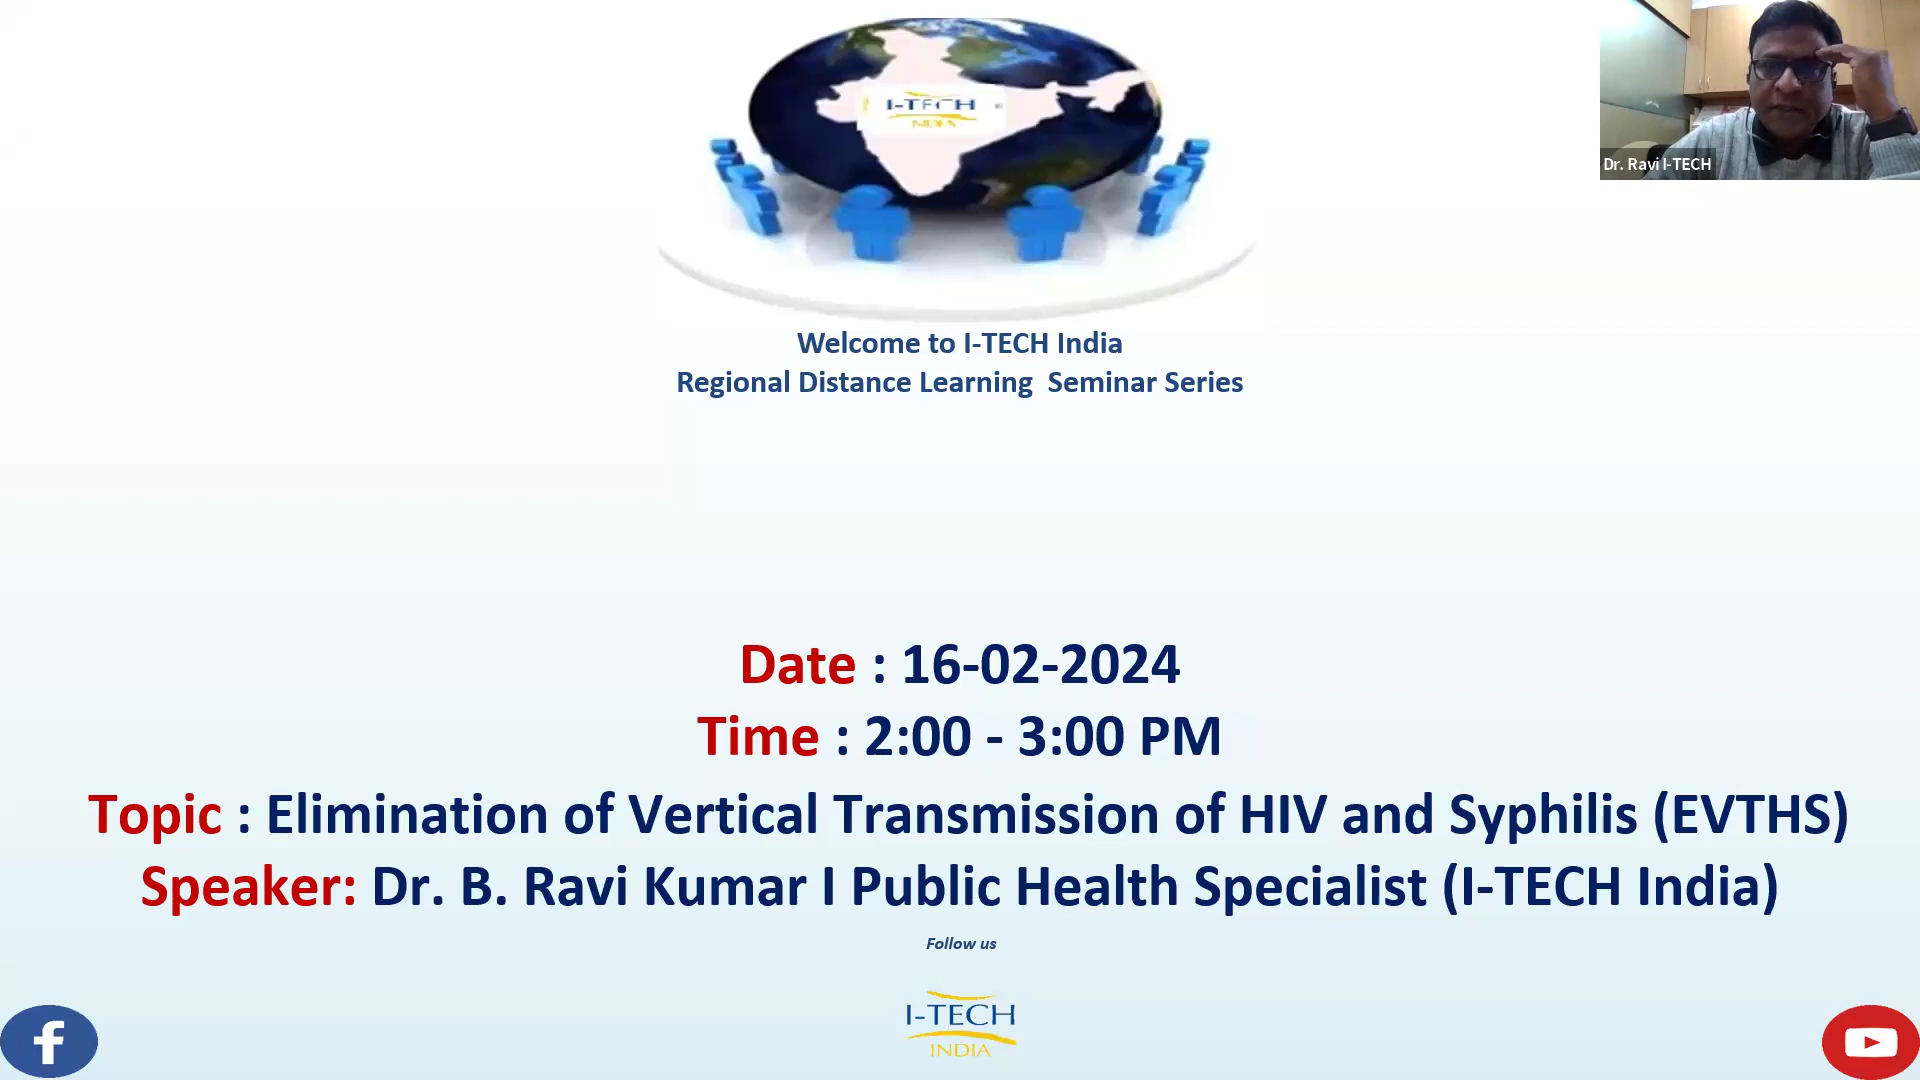 I-TECH
INDIA
Dr. Ravi I-TECH
Welcome to I-TECH India
Regional Distance Learning Seminar Series
Date : 16-02-2024
Time : 2:00 - 3:00 PM
Topic : Elimination of Vertical Transmission of HIV and Syphilis (EVTHS)
Speaker: Dr. B. Ravi Kumar I Public Health Specialist (I-TECH India)
Follow us
I-TECH
INDIA